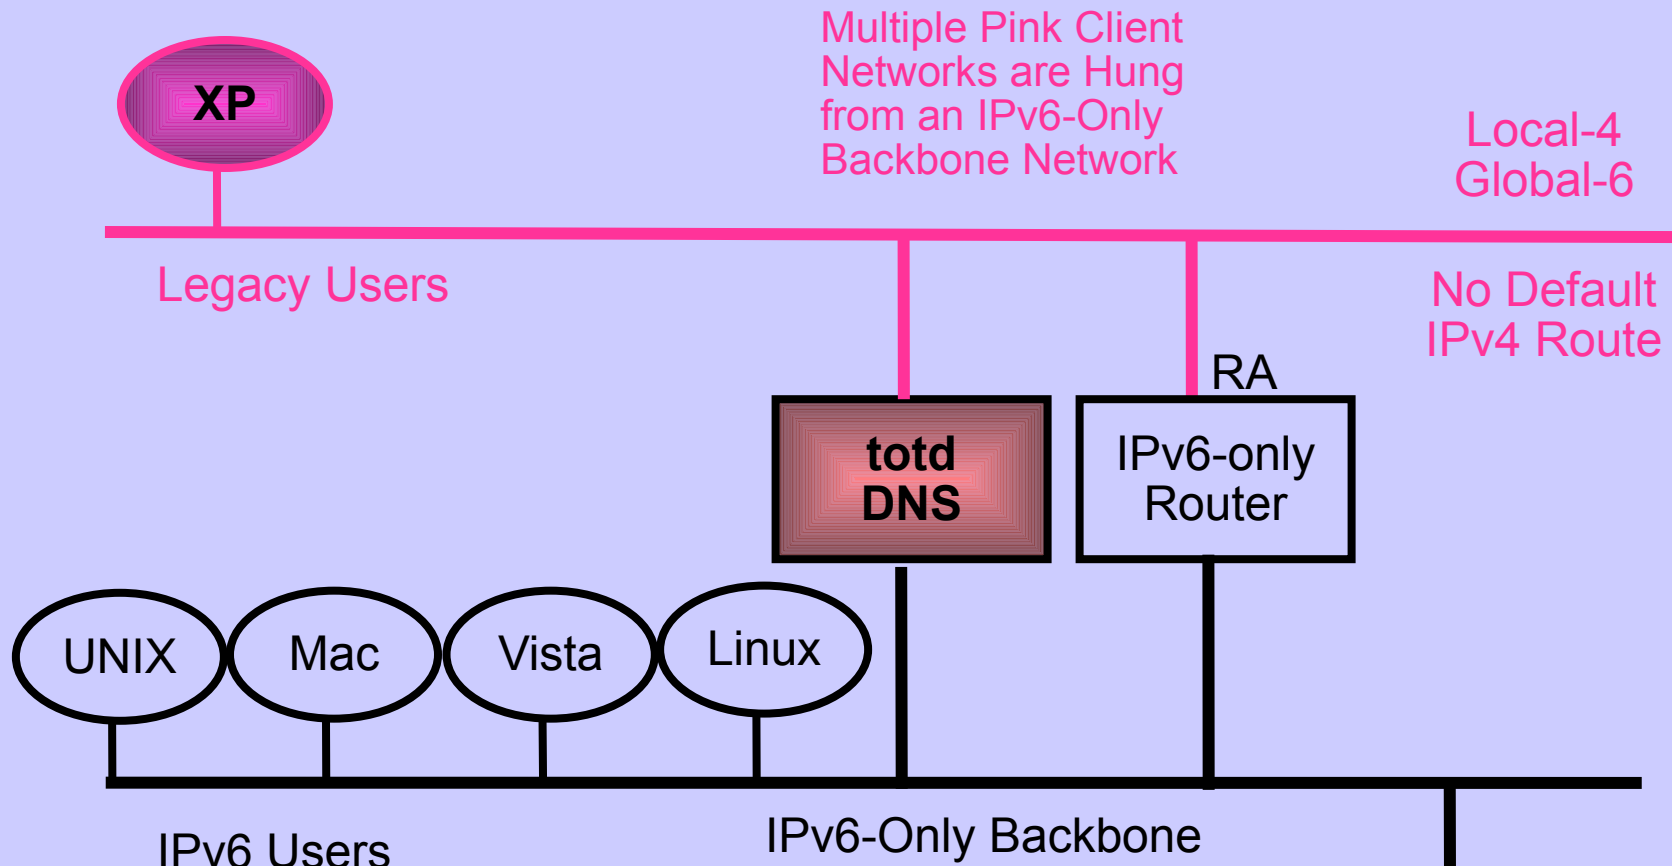 Multiple Pink Client
Networks are Hung
from an IPv6-Only
Backbone Network
XP
Local-4
Global-6
Legacy Users
No Default
IPv4 Route
RA
totd
DNS
IPv6-only
Router
UNIX
Mac
Vista
Linux
IPv6 Users
IPv6-Only Backbone